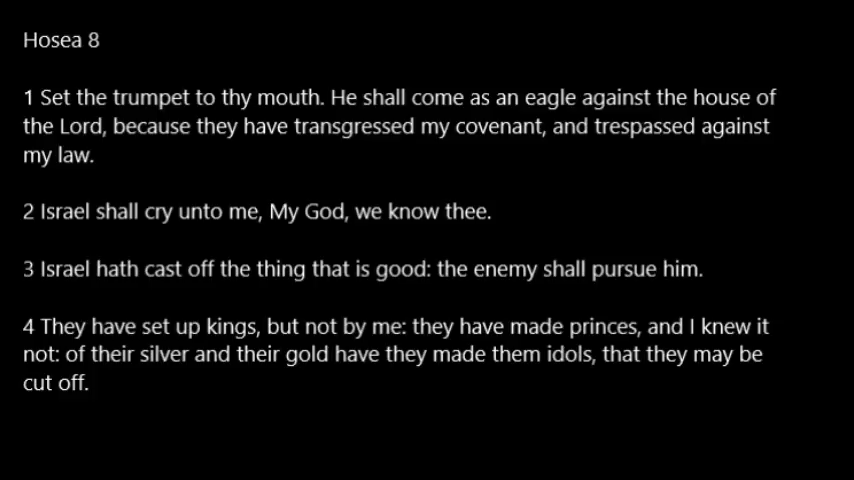 Hosea 8
1 Set the trumpet to thy mouth. He shall come as an eagle against the house of
the Lord, because they have transgressed my covenant, and trespassed against
my law.
2 Israel shall cry unto me, My God, we know thee.
3 Israel hath cast off the thing that is good: the enemy shall pursue him.
4 They have set up kings, but not by me: they have made princes, and I knew it
not: of their silver and their gold have they made them idols, that they may be
cut off.